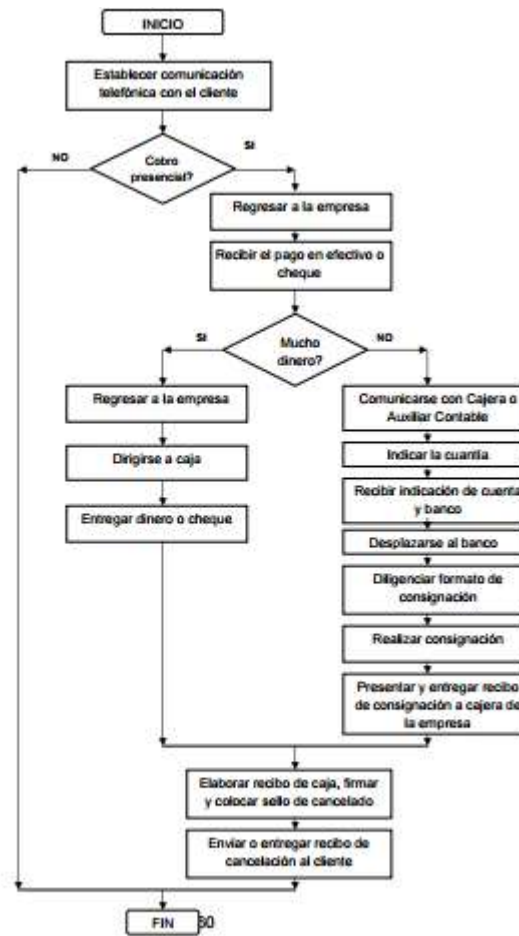 INICIO
Establecer comunicación
telefónica con el cliente
NO
SI
Cobro
presencial?
Regresar a la empresa
Recibir el pago en efectivo o
cheque
SI
NO
Mucho
dinero?
Regresar a la empresa
Dirigirse a caja
Entregar dinero o cheque
Comunicarse con Cajera o
Auxiliar Contable
Indicar la cuantía
Recibir indicación de cuenta
y banco
Desplazarse al banco
Diligenciar formato de
consignación
Realizar consignación
Presentar y entregar recibo
de consignación a cajera de
la empresa
Elaborar recibo de caja, firmar
y colocar sello de cancelado
Enviar o entregar recibo de
cancelación al cliente
FIN
60